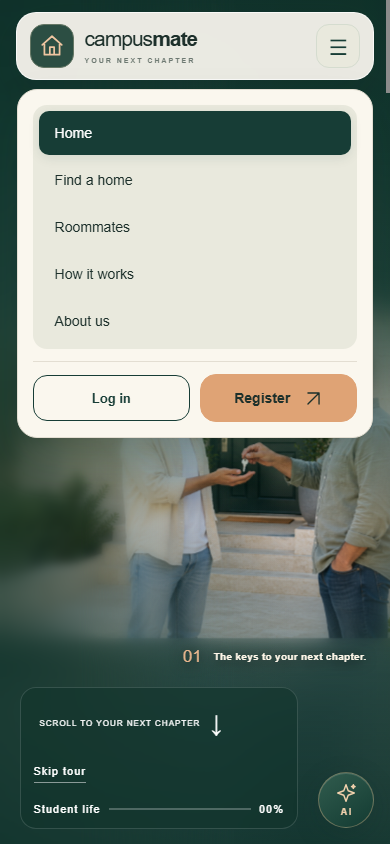 campusmate
YOUR NEXT CHAPTER
Home
Find a home
Roommates
How it works
About us
Log in
Register
01 The keys to your next chapter.
SCROLL TO YOUR NEXT CHAPTER
Skip tour
Student life 00%
AI